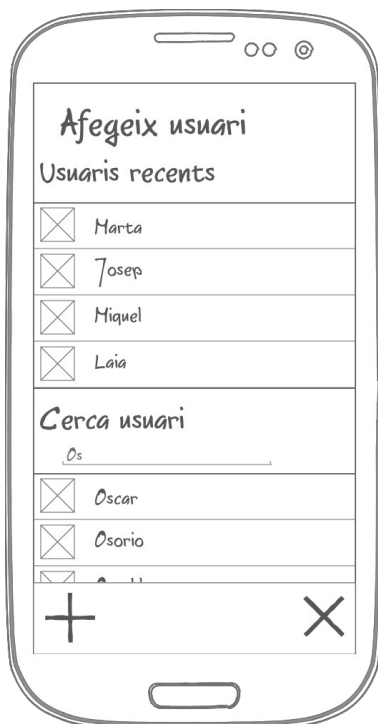 Afegeix usuari
Usuaris recents
Marta
Josep
Miquel
Laia
Cerca usuari
Os
Oscar
Osorio